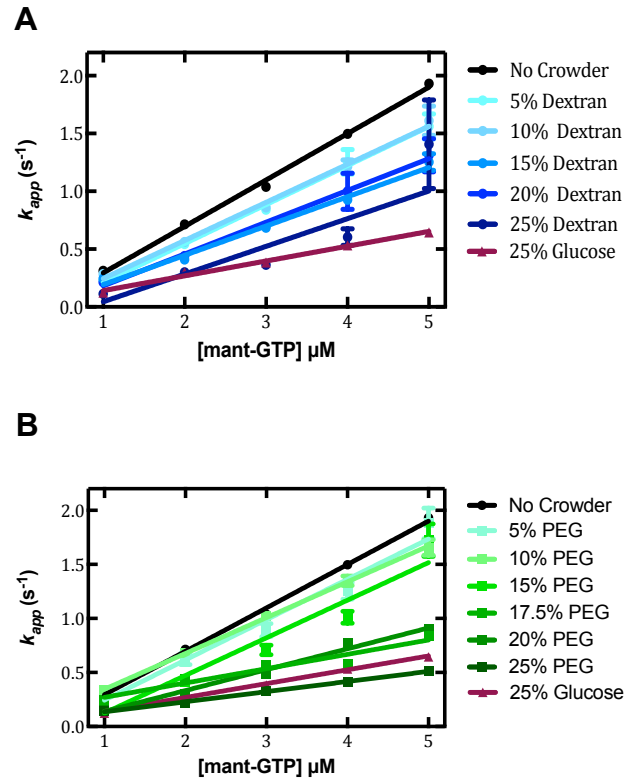 A
k_app (s⁻¹)
2.0
1.5
1.0
0.5
0.0
1 2 3 4 5
[mant-GTP] µM
No Crowder
5% Dextran
10% Dextran
15% Dextran
20% Dextran
25% Dextran
25% Glucose
B
k_app (s⁻¹)
2.0
1.5
1.0
0.5
0.0
1 2 3 4 5
[mant-GTP] µM
No Crowder
5% PEG
10% PEG
15% PEG
17.5% PEG
20% PEG
25% PEG
25% Glucose